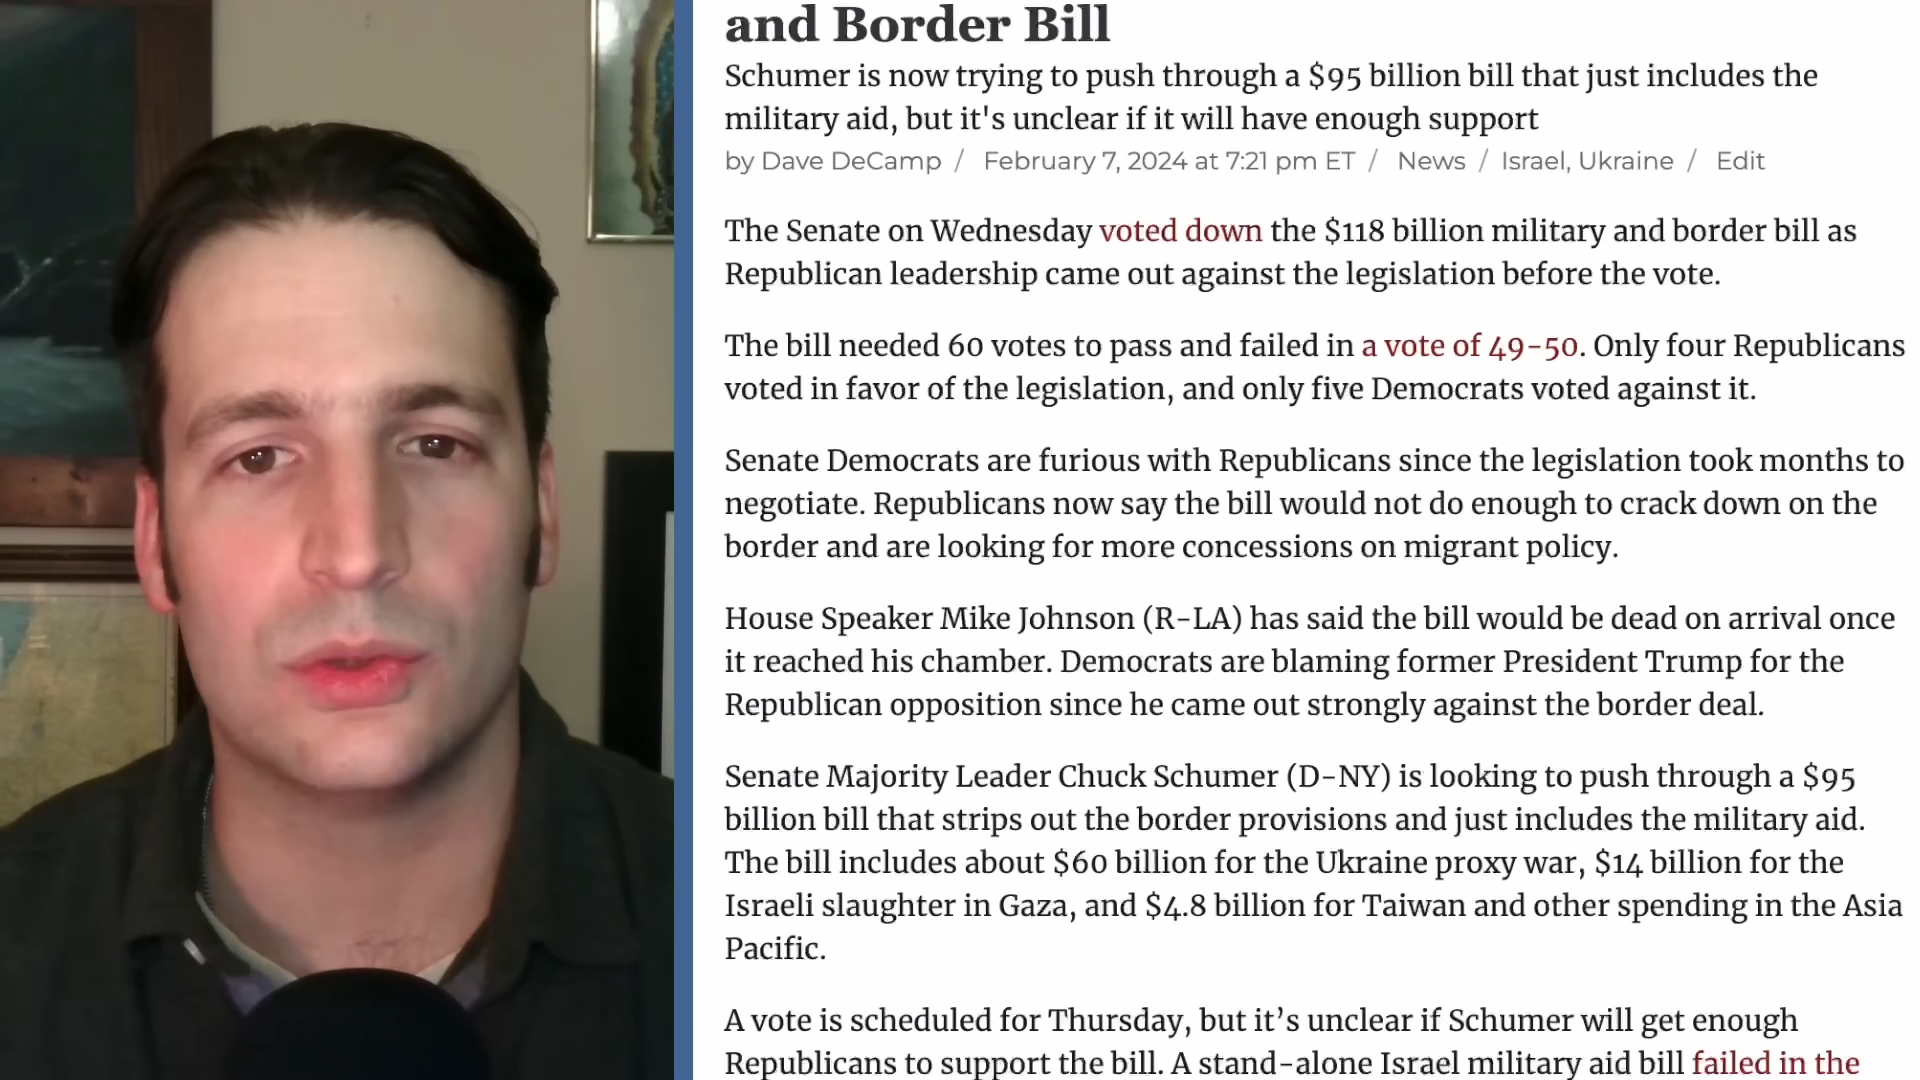 and Border Bill
Schumer is now trying to push through a $95 billion bill that just includes the
military aid, but it's unclear if it will have enough support
by Dave DeCamp / February 7, 2024 at 7:21 pm ET / News / Israel, Ukraine / Edit
The Senate on Wednesday voted down the $118 billion military and border bill as
Republican leadership came out against the legislation before the vote.
The bill needed 60 votes to pass and failed in a vote of 49-50. Only four Republicans
voted in favor of the legislation, and only five Democrats voted against it.
Senate Democrats are furious with Republicans since the legislation took months to
negotiate. Republicans now say the bill would not do enough to crack down on the
border and are looking for more concessions on migrant policy.
House Speaker Mike Johnson (R-LA) has said the bill would be dead on arrival once
it reached his chamber. Democrats are blaming former President Trump for the
Republican opposition since he came out strongly against the border deal.
Senate Majority Leader Chuck Schumer (D-NY) is looking to push through a $95
billion bill that strips out the border provisions and just includes the military aid.
The bill includes about $60 billion for the Ukraine proxy war, $14 billion for the
Israeli slaughter in Gaza, and $4.8 billion for Taiwan and other spending in the Asia
Pacific.
A vote is scheduled for Thursday, but it’s unclear if Schumer will get enough
Republicans to support the bill. A stand-alone Israel military aid bill failed in the